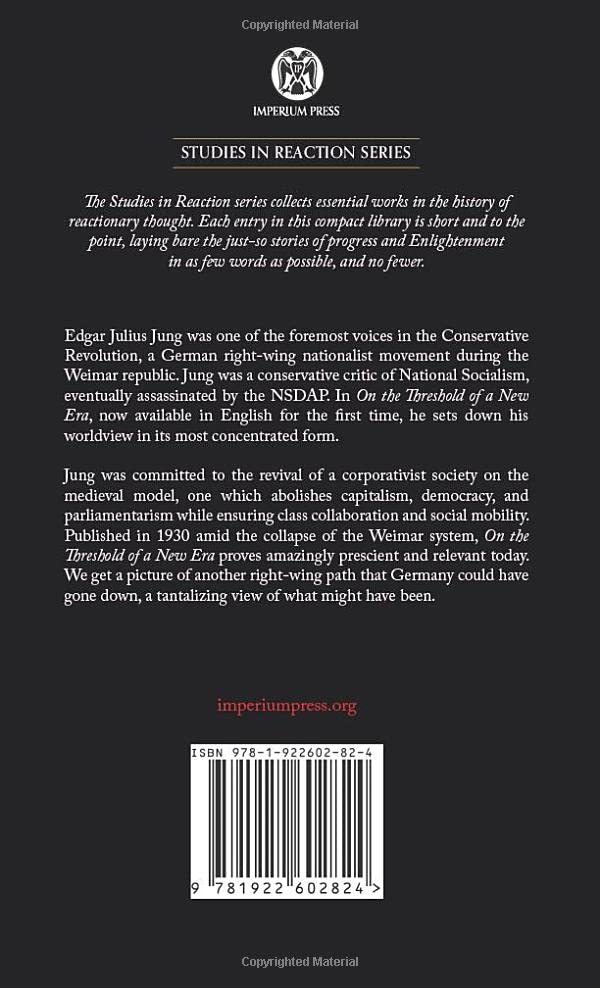 Copyrighted Material
IP
IMPERIUM PRESS
STUDIES IN REACTION SERIES
The Studies in Reaction series collects essential works in the history of
reactionary thought. Each entry in this compact library is short and to the
point, laying bare the just-so stories of progress and Enlightenment
in as few words as possible, and no fewer.
Edgar Julius Jung was one of the foremost voices in the Conservative
Revolution, a German right-wing nationalist movement during the
Weimar republic. Jung was a conservative critic of National Socialism,
eventually assassinated by the NSDAP. In On the Threshold of a New
Era, now available in English for the first time, he sets down his
worldview in its most concentrated form.
Jung was committed to the revival of a corporativist society on the
medieval model, one which abolishes capitalism, democracy, and
parliamentarism while ensuring class collaboration and social mobility.
Published in 1930 amid the collapse of the Weimar system, On the
Threshold of a New Era proves amazingly prescient and relevant today.
We get a picture of another right-wing path that Germany could have
gone down, a tantalizing view of what might have been.
imperiumpress.org
ISBN 978-1-922602-82-4
9 781922 602824 >
Copyrighted Material